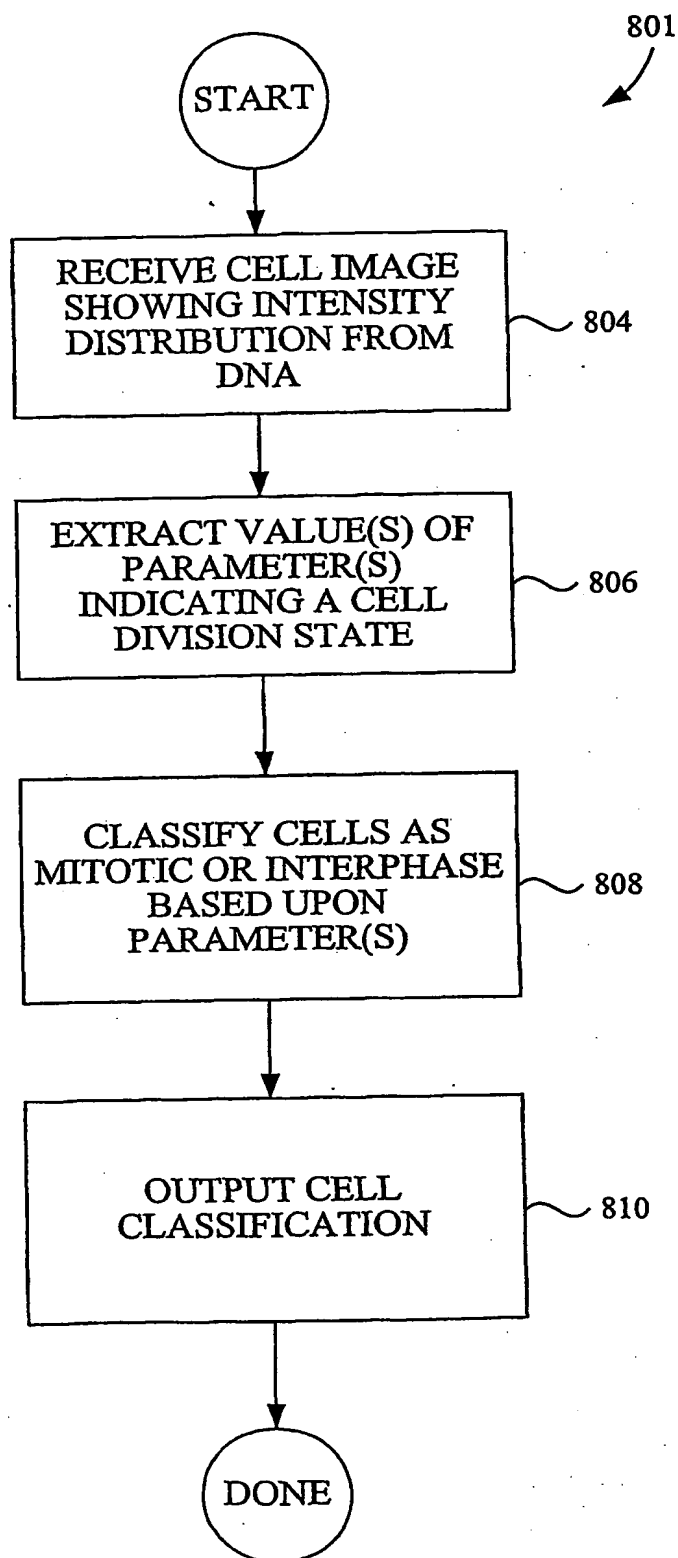 801
START
RECEIVE CELL IMAGE
SHOWING INTENSITY
DISTRIBUTION FROM
DNA
804
EXTRACT VALUE(S) OF
PARAMETER(S)
INDICATING A CELL
DIVISION STATE
806
CLASSIFY CELLS AS
MITOTIC OR INTERPHASE
BASED UPON
PARAMETER(S)
808
OUTPUT CELL
CLASSIFICATION
810
DONE